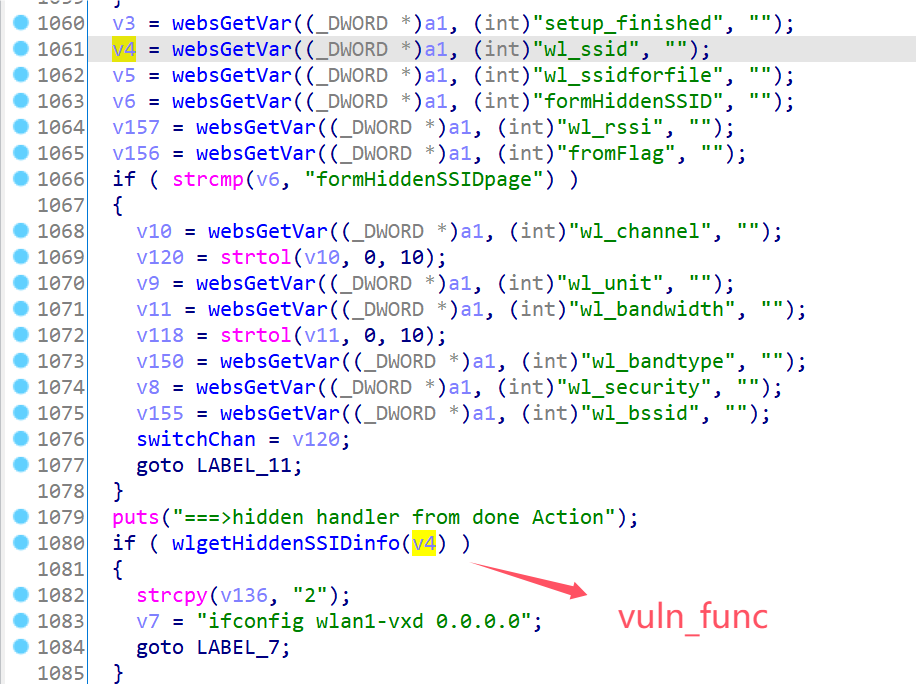 1060 v3 = websGetVar((_DWORD *)a1, (int)"setup_finished", "");
1061 v4 = websGetVar((_DWORD *)a1, (int)"wl_ssid", "");
1062 v5 = websGetVar((_DWORD *)a1, (int)"wl_ssidforfile", "");
1063 v6 = websGetVar((_DWORD *)a1, (int)"formHiddenSSID", "");
1064 v157 = websGetVar((_DWORD *)a1, (int)"wl_rssi", "");
1065 v156 = websGetVar((_DWORD *)a1, (int)"fromFlag", "");
1066 if ( strcmp(v6, "formHiddenSSIDpage") )
1067 {
1068 v10 = websGetVar((_DWORD *)a1, (int)"wl_channel", "");
1069 v120 = strtol(v10, 0, 10);
1070 v9 = websGetVar((_DWORD *)a1, (int)"wl_unit", "");
1071 v11 = websGetVar((_DWORD *)a1, (int)"wl_bandwidth", "");
1072 v118 = strtol(v11, 0, 10);
1073 v150 = websGetVar((_DWORD *)a1, (int)"wl_bandtype", "");
1074 v8 = websGetVar((_DWORD *)a1, (int)"wl_security", "");
1075 v155 = websGetVar((_DWORD *)a1, (int)"wl_bssid", "");
1076 switchChan = v120;
1077 goto LABEL_11;
1078 }
1079 puts("===>hidden handler from done Action");
1080 if ( wlgetHiddenSSIDinfo(v4) )
1081 {
1082 strcpy(v136, "2");
1083 v7 = "ifconfig wlan1-vxd 0.0.0.0";
1084 goto LABEL_7;
1085 }
vuln_func